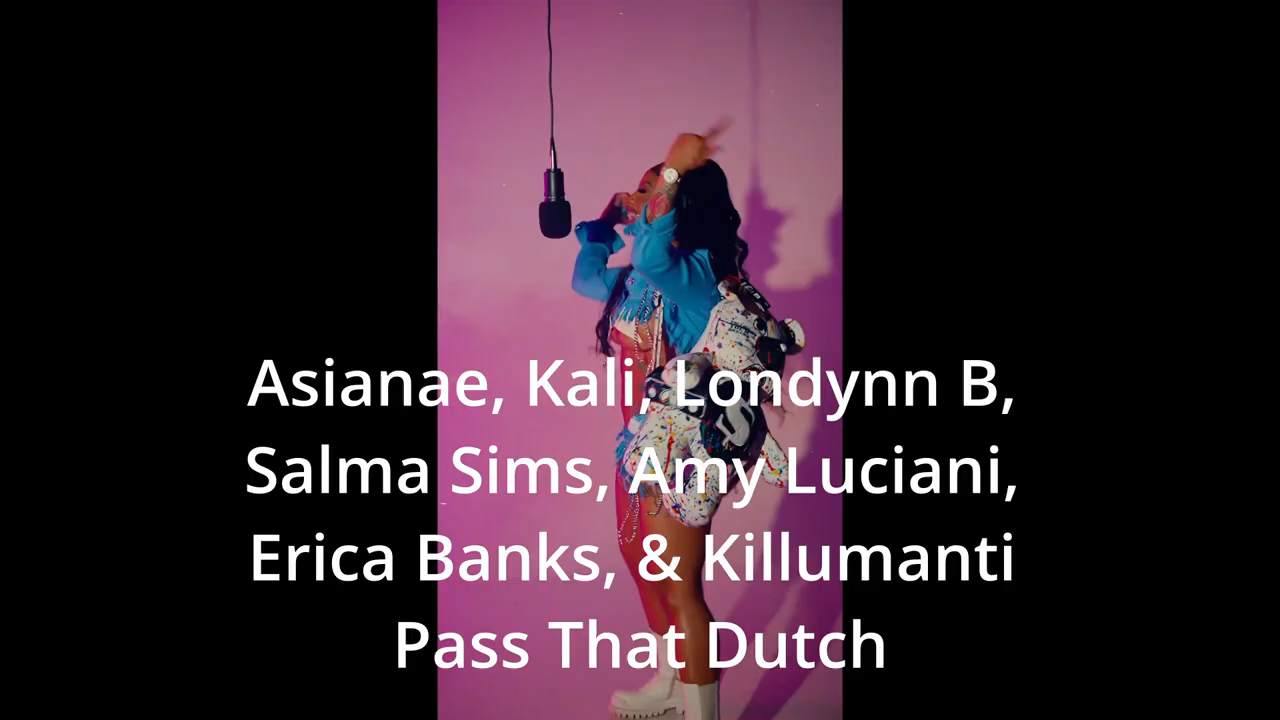 Asianae, Kali, Londynn B,
Salma Sims, Amy Luciani,
Erica Banks, & Killumanti
Pass That Dutch